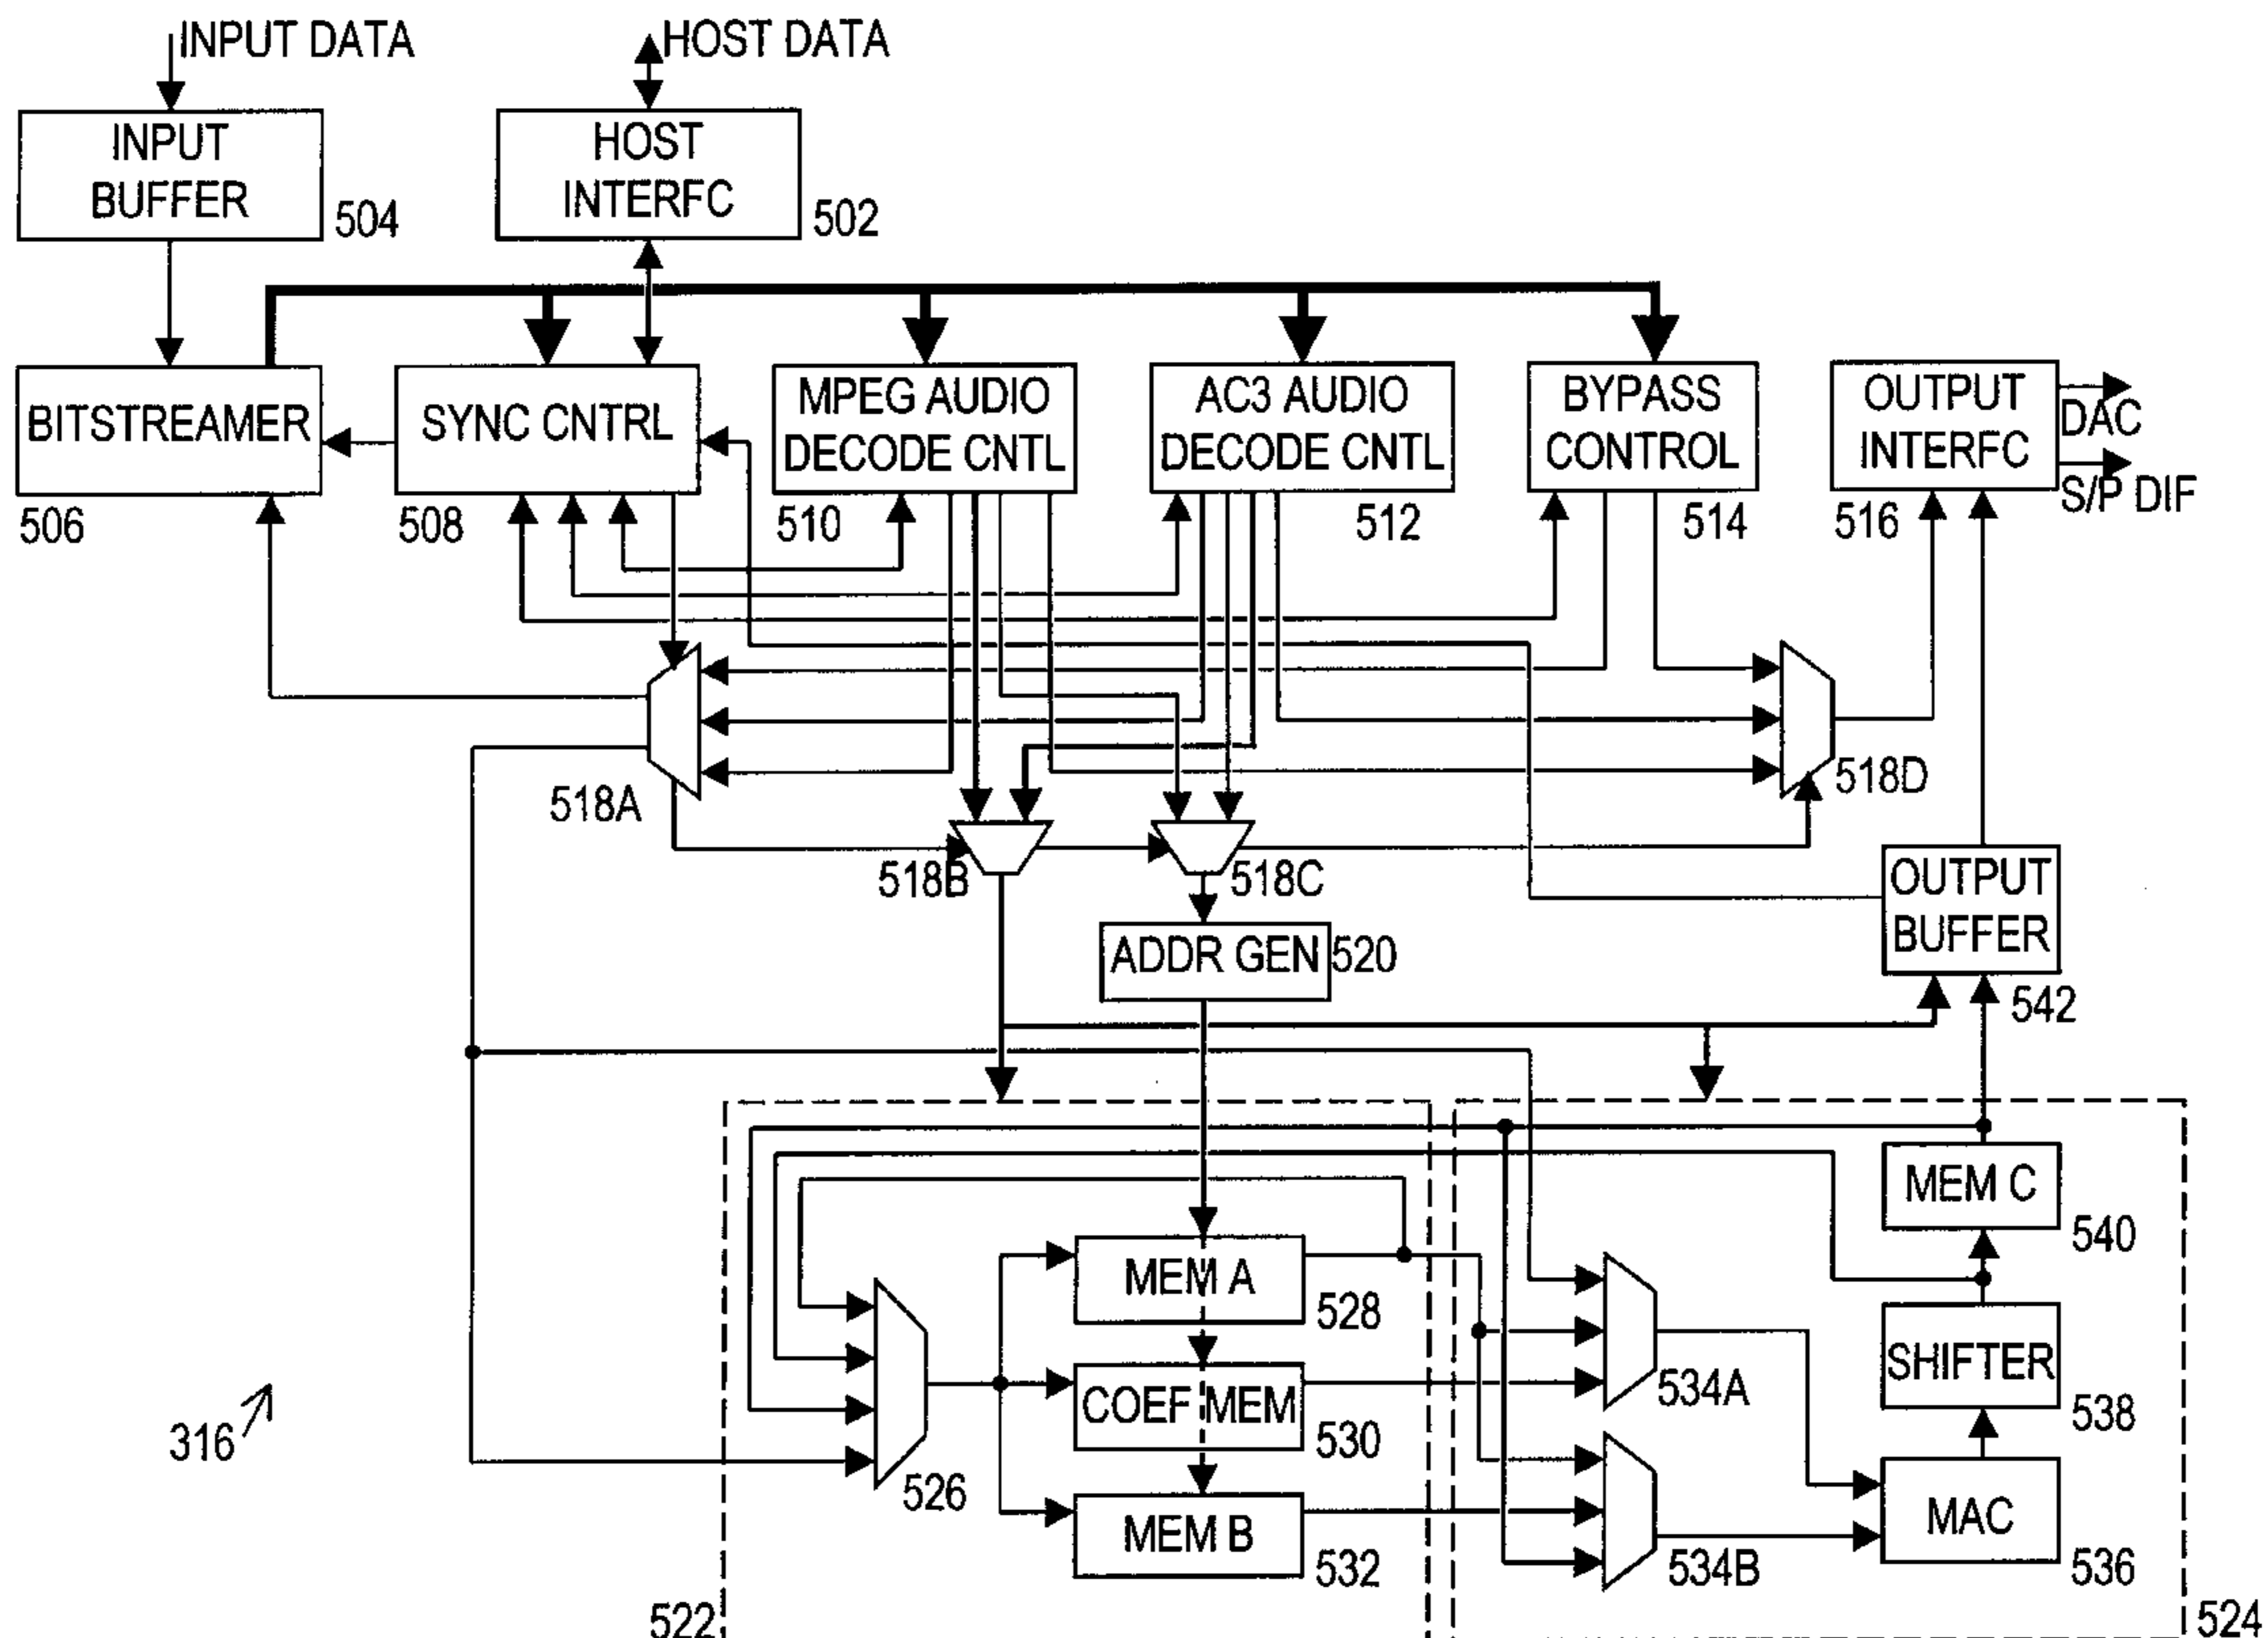 INPUT DATA
HOST DATA
INPUT
BUFFER
504
HOST
INTERFC
502
BITSTREAMER
506
SYNC CNTRL
508
MPEG AUDIO
DECODE CNTL
510
AC3 AUDIO
DECODE CNTL
512
BYPASS
CONTROL
514
OUTPUT
INTERFC
516
DAC
S/P DIF
518A
518B
518C
518D
ADDR GEN
520
OUTPUT
BUFFER
542
MEM A
528
COEF MEM
530
MEM B
532
526
534A
534B
MEM C
540
SHIFTER
538
MAC
536
316
522
524